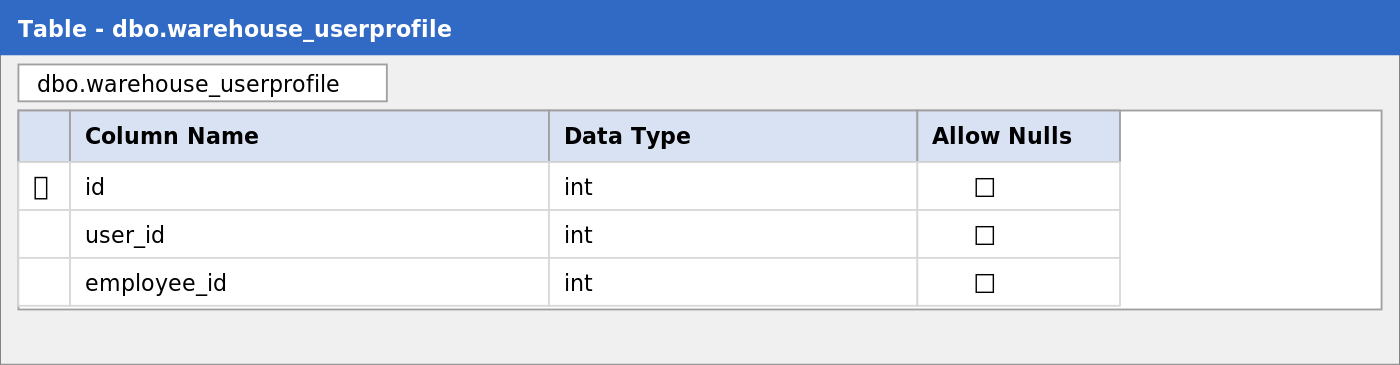 Table - dbo.warehouse_userprofile
dbo.warehouse_userprofile
Column Name Data Type Allow Nulls
id int ☐
user_id int ☐
employee_id int ☐